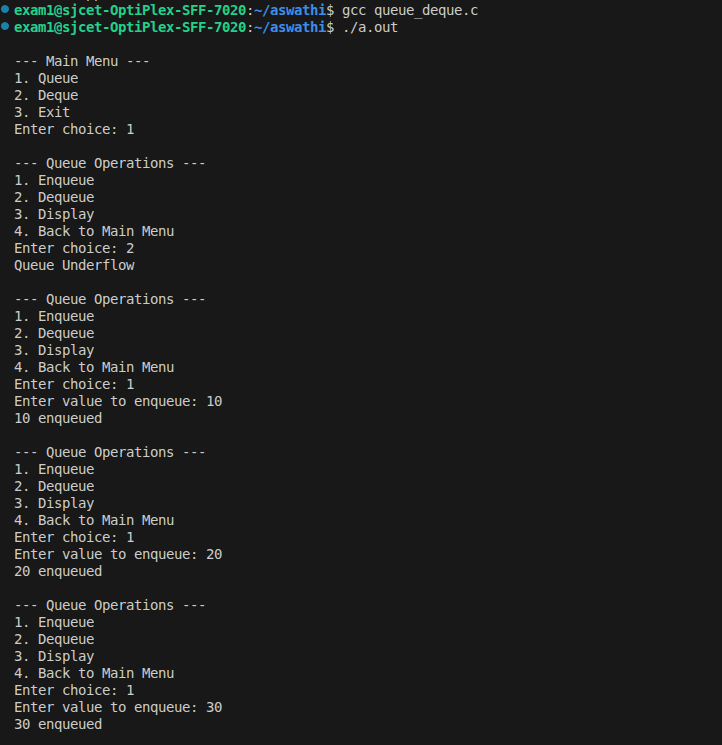 exam1@sjcet-OptiPlex-SFF-7020:~/aswathi$ gcc queue_deque.c
exam1@sjcet-OptiPlex-SFF-7020:~/aswathi$ ./a.out
--- Main Menu ---
1. Queue
2. Deque
3. Exit
Enter choice: 1
--- Queue Operations ---
1. Enqueue
2. Dequeue
3. Display
4. Back to Main Menu
Enter choice: 2
Queue Underflow
--- Queue Operations ---
1. Enqueue
2. Dequeue
3. Display
4. Back to Main Menu
Enter choice: 1
Enter value to enqueue: 10
10 enqueued
--- Queue Operations ---
1. Enqueue
2. Dequeue
3. Display
4. Back to Main Menu
Enter choice: 1
Enter value to enqueue: 20
20 enqueued
--- Queue Operations ---
1. Enqueue
2. Dequeue
3. Display
4. Back to Main Menu
Enter choice: 1
Enter value to enqueue: 30
30 enqueued